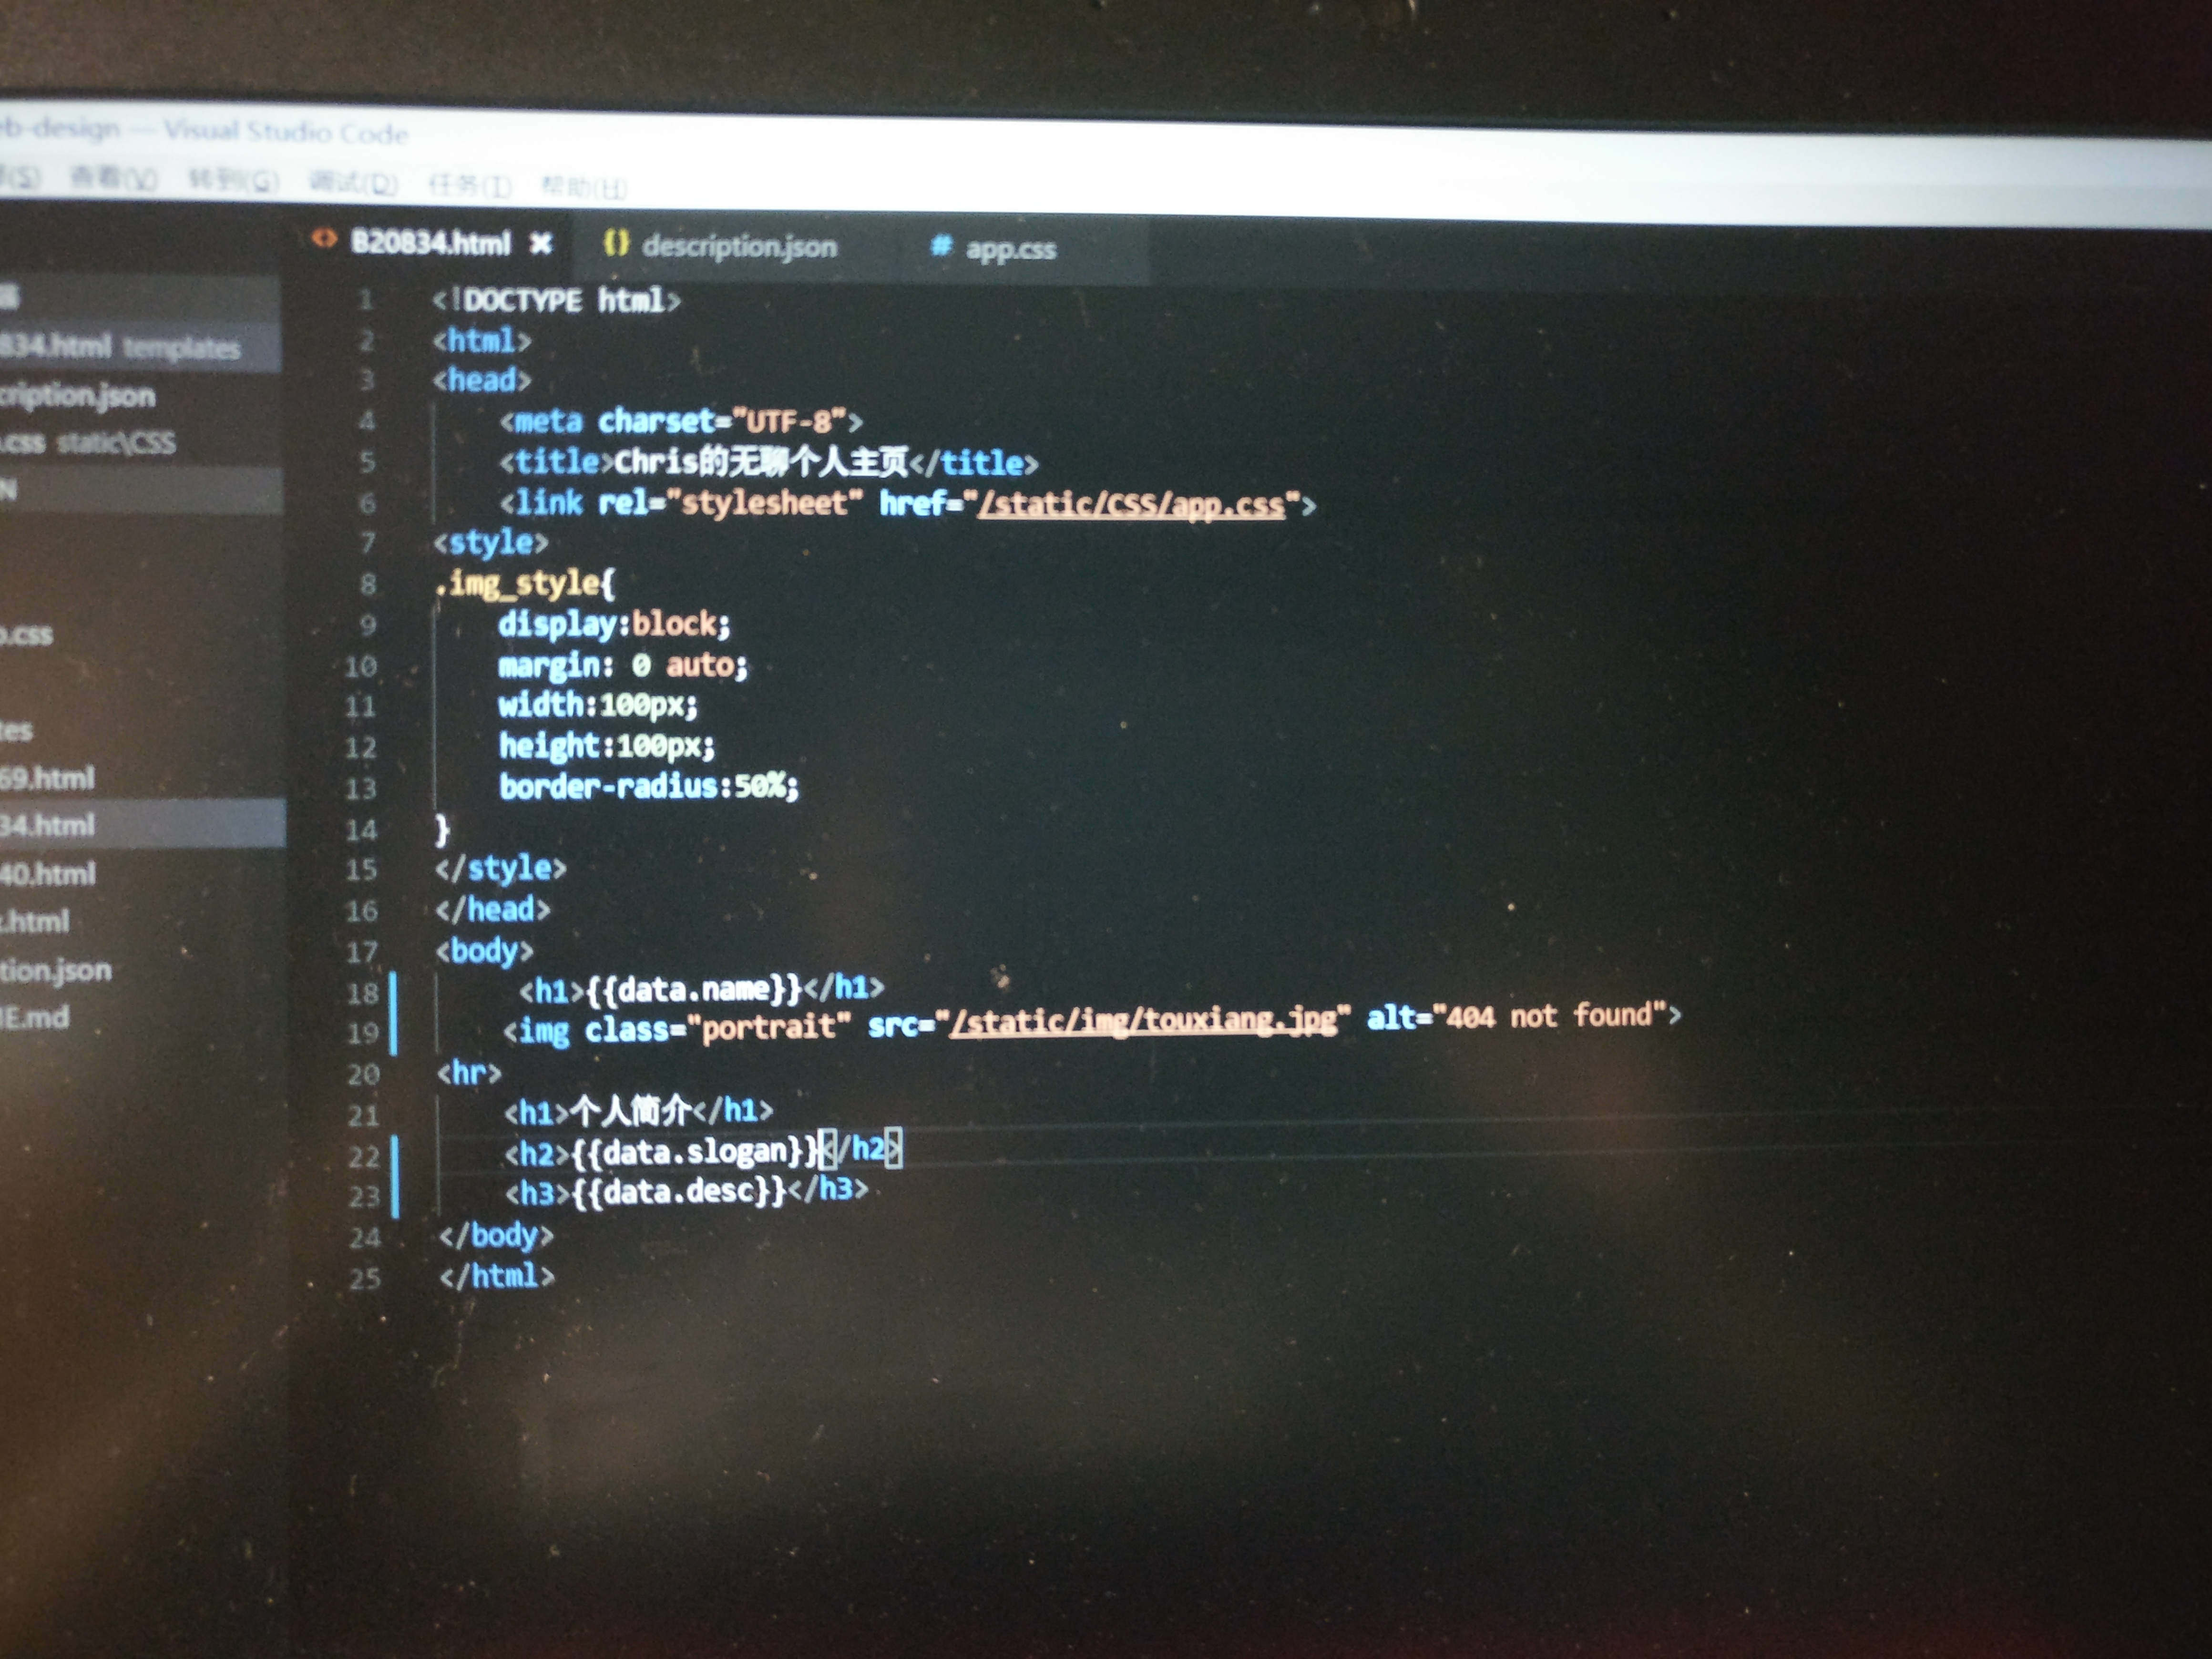 b-design — Visual Studio Code
(S) 查看(V) 转到(G) 调试(D) 任务(T) 帮助(H)
B20834.html × {} description.json # app.css
834.html templates
cription.json
.css static\CSS
N
p.css
tes
69.html
34.html
40.html
.html
tion.json
IE.md
1 <!DOCTYPE html>
2 <html>
3 <head>
4 <meta charset="UTF-8">
5 <title>Chris的无聊个人主页</title>
6 <link rel="stylesheet" href="/static/CSS/app.css">
7 <style>
8 .img_style{
9 display:block;
10 margin: 0 auto;
11 width:100px;
12 height:100px;
13 border-radius:50%;
14 }
15 </style>
16 </head>
17 <body>
18 <h1>{{data.name}}</h1>
19 <img class="portrait" src="/static/img/touxiang.jpg" alt="404 not found">
20 <hr>
21 <h1>个人简介</h1>
22 <h2>{{data.slogan}}</h2>
23 <h3>{{data.desc}}</h3>
24 </body>
25 </html>